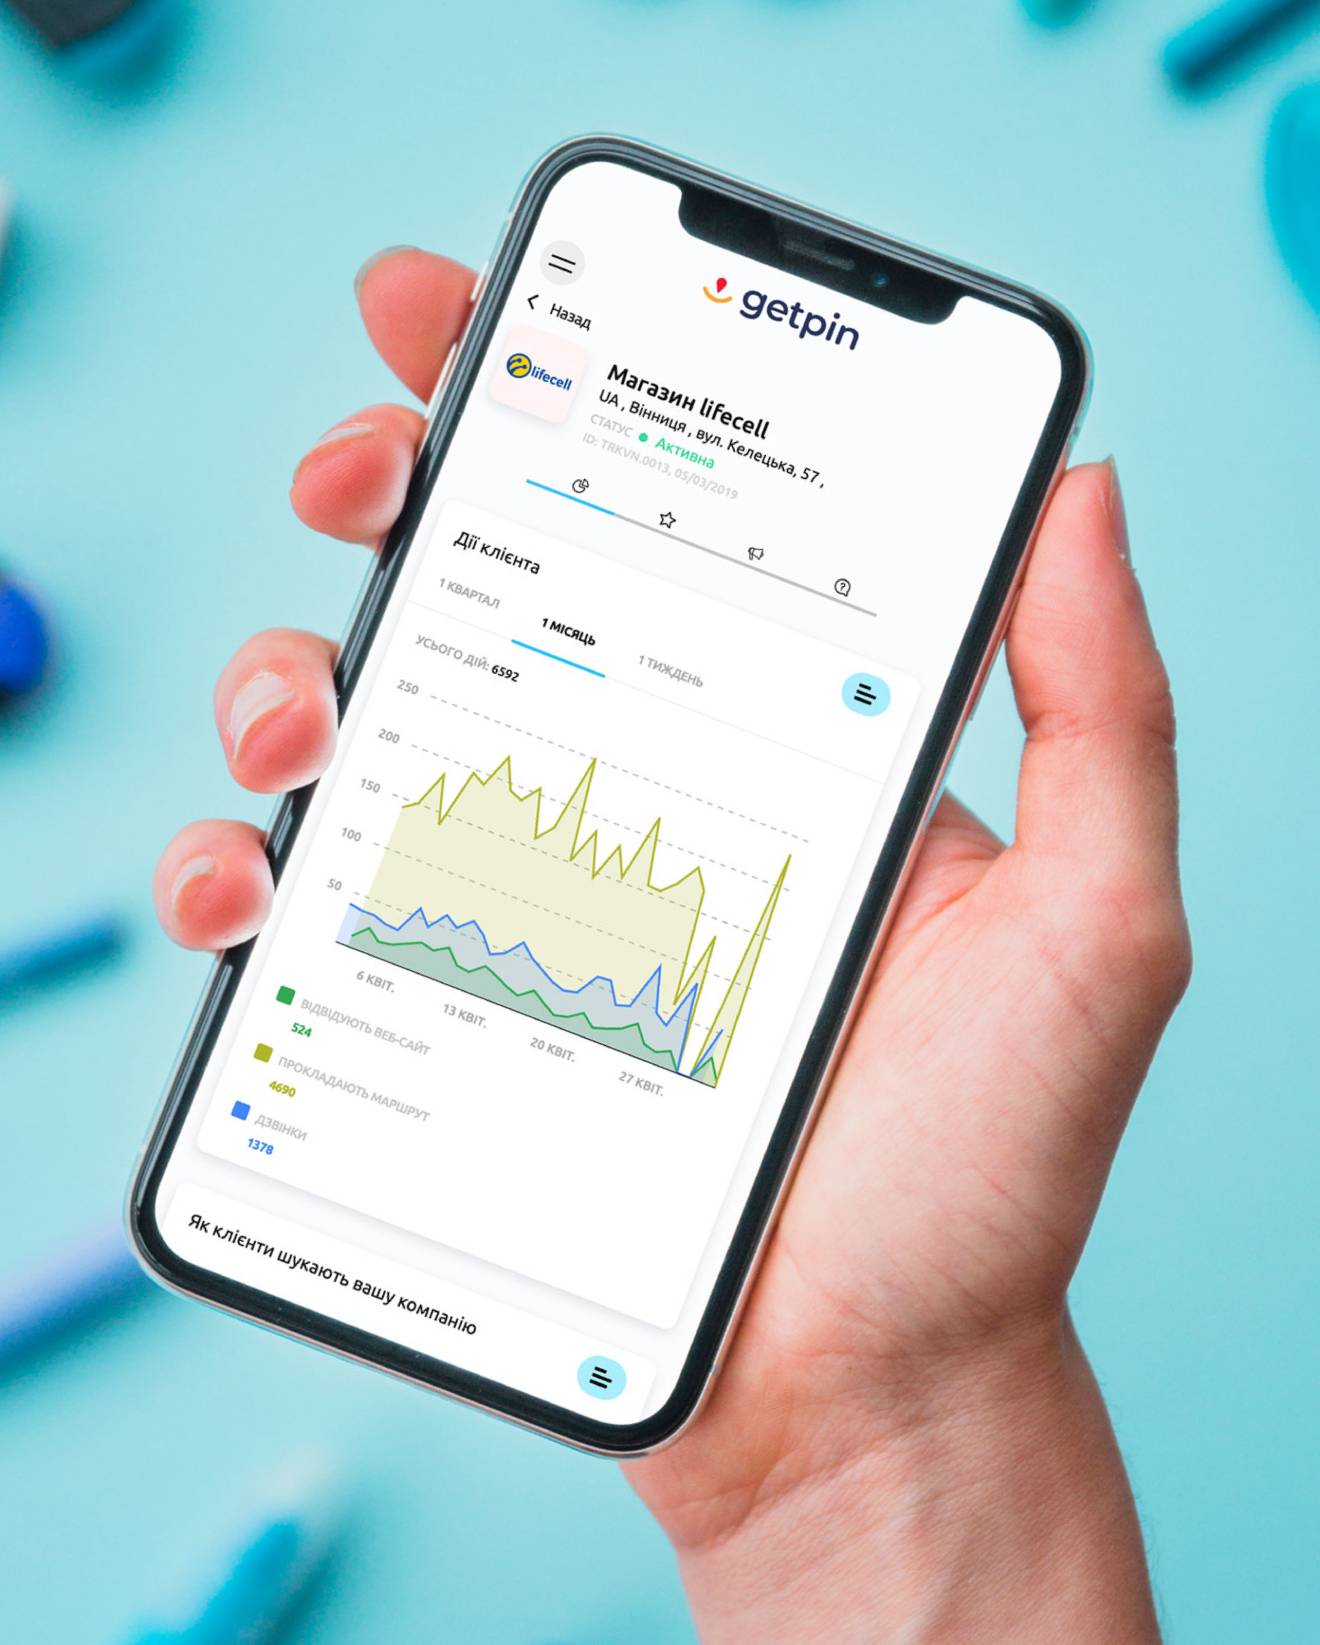 getpin
Назад
lifecell
Магазин lifecell
UA , Вінниця , вул. Келецька, 57 ,
СТАТУС Активна
ID: TRKVN.0013, 05/03/2019
Дії клієнта
1 КВАРТАЛ
1 МІСЯЦЬ
1 ТИЖДЕНЬ
УСЬОГО ДІЙ: 6592
250
200
150
100
50
6 КВІТ.
13 КВІТ.
20 КВІТ.
27 КВІТ.
ВІДВІДУЮТЬ ВЕБ-САЙТ
524
ПРОКЛАДАЮТЬ МАРШРУТ
4690
ДЗВІНКИ
1378
Як клієнти шукають вашу компанію